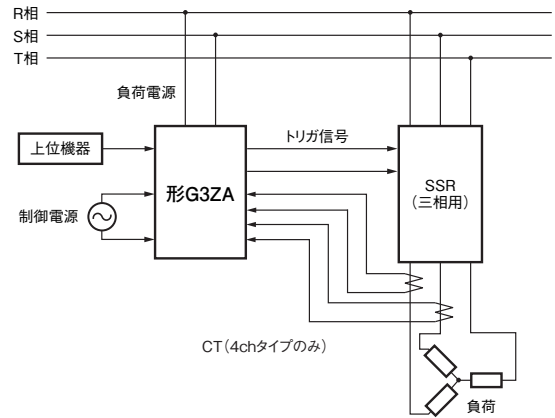 R相
S相
T相
負荷電源
上位機器
トリガ信号
形G3ZA
SSR
（三相用）
制御電源
CT（4chタイプのみ）
負荷